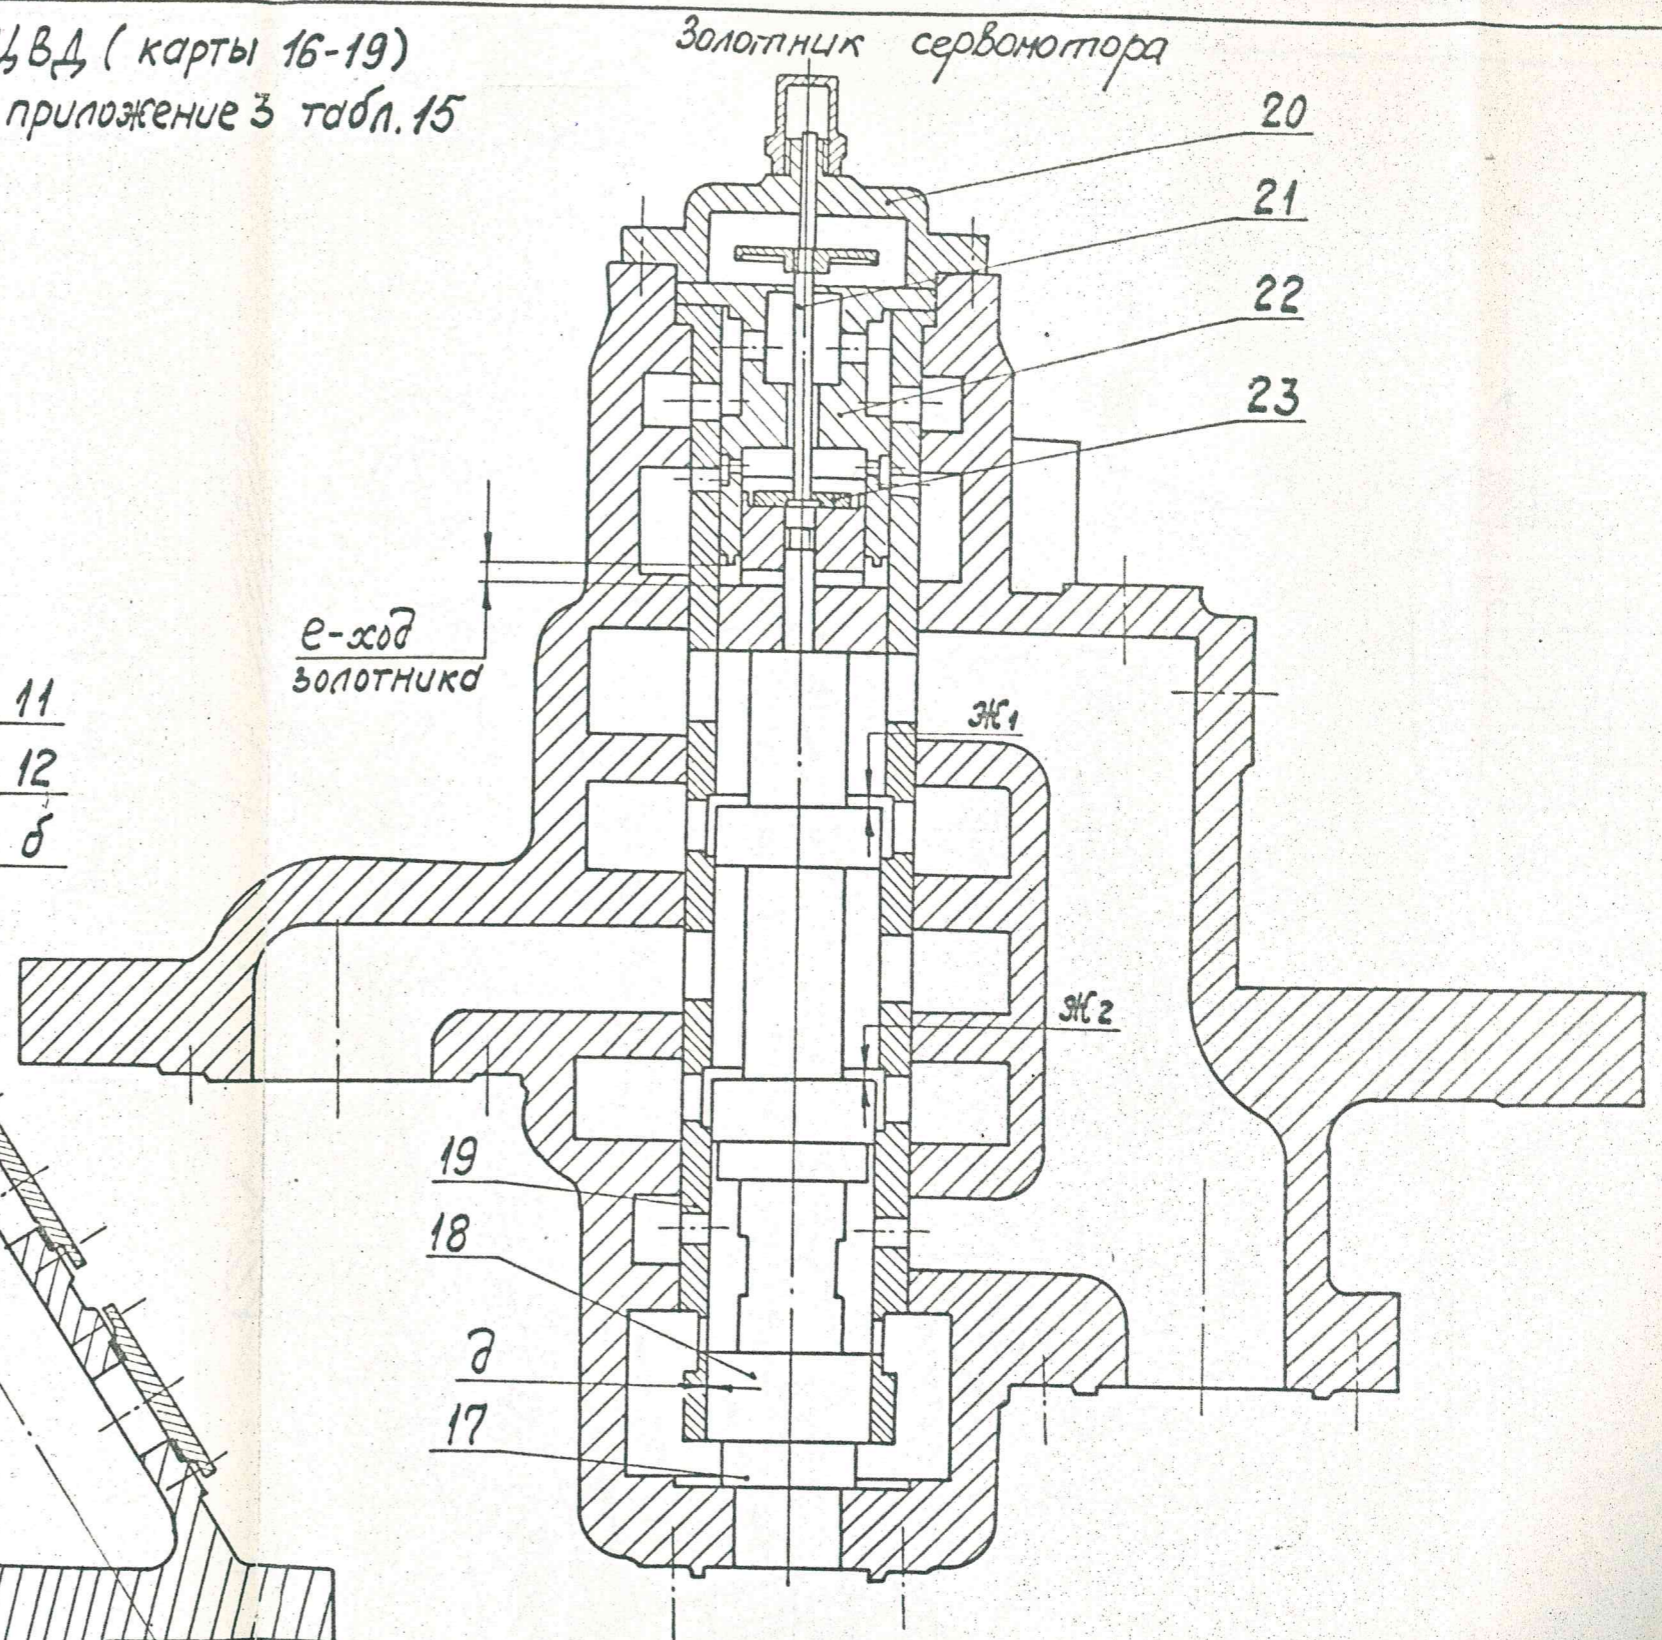 ЦВД (карты 16-19)
приложение 3 табл.15
Золотник сервомотора
20
21
22
23
е-ход
золотника
11
12
б
Ж1
Ж2
19
18
д
17